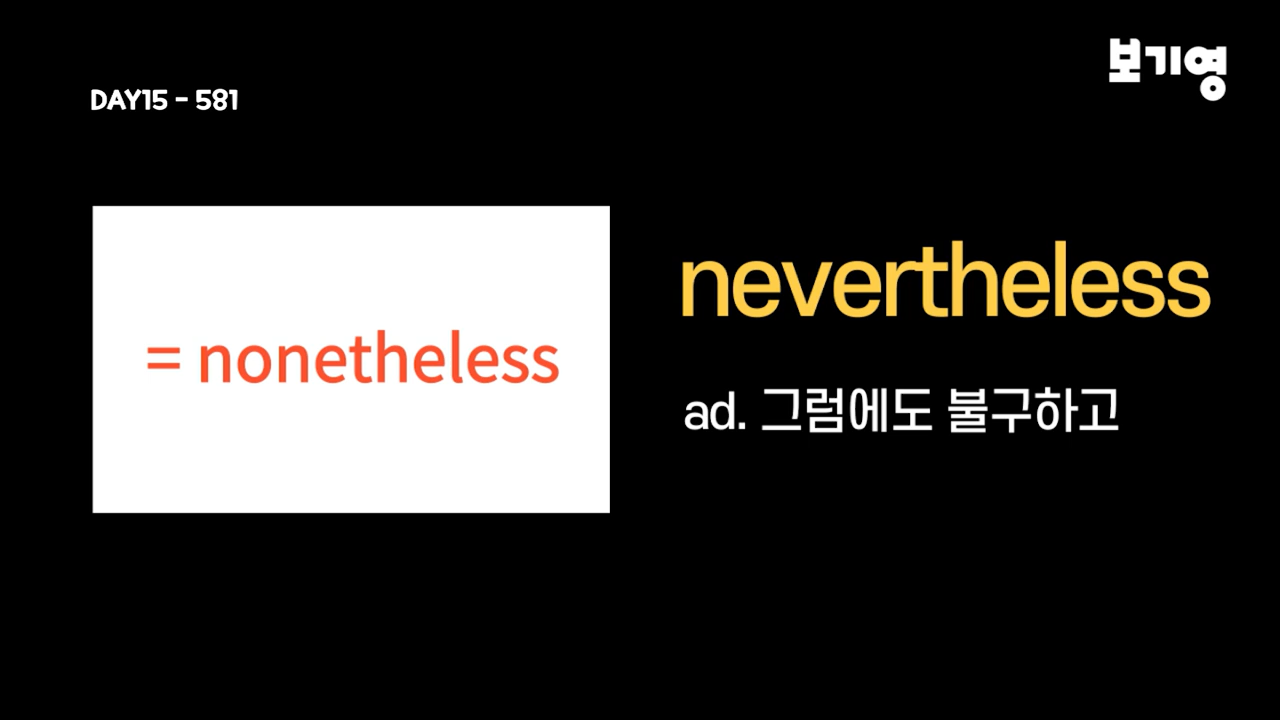 보기영
DAY15 - 581
nevertheless
= nonetheless
ad. 그럼에도 불구하고